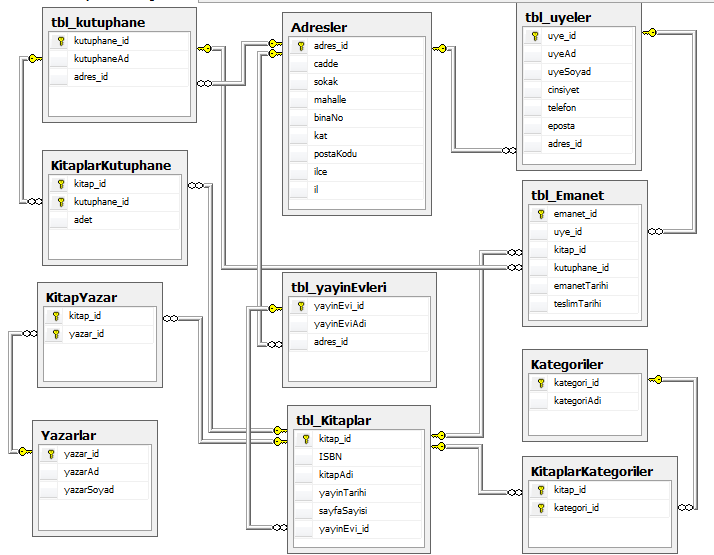 tbl_kutuphane
kutuphane_id
kutuphaneAd
adres_id
Adresler
adres_id
cadde
sokak
mahalle
binaNo
kat
postaKodu
ilce
il
tbl_uyeler
uye_id
uyeAd
uyeSoyad
cinsiyet
telefon
eposta
adres_id
KitaplarKutuphane
kitap_id
kutuphane_id
adet
tbl_Emanet
emanet_id
uye_id
kitap_id
kutuphane_id
emanetTarihi
teslimTarihi
KitapYazar
kitap_id
yazar_id
tbl_yayinEvleri
yayinEvi_id
yayinEviAdi
adres_id
Kategoriler
kategori_id
kategoriAdi
Yazarlar
yazar_id
yazarAd
yazarSoyad
tbl_Kitaplar
kitap_id
ISBN
kitapAdi
yayinTarihi
sayfaSayisi
yayinEvi_id
KitaplarKategoriler
kitap_id
kategori_id